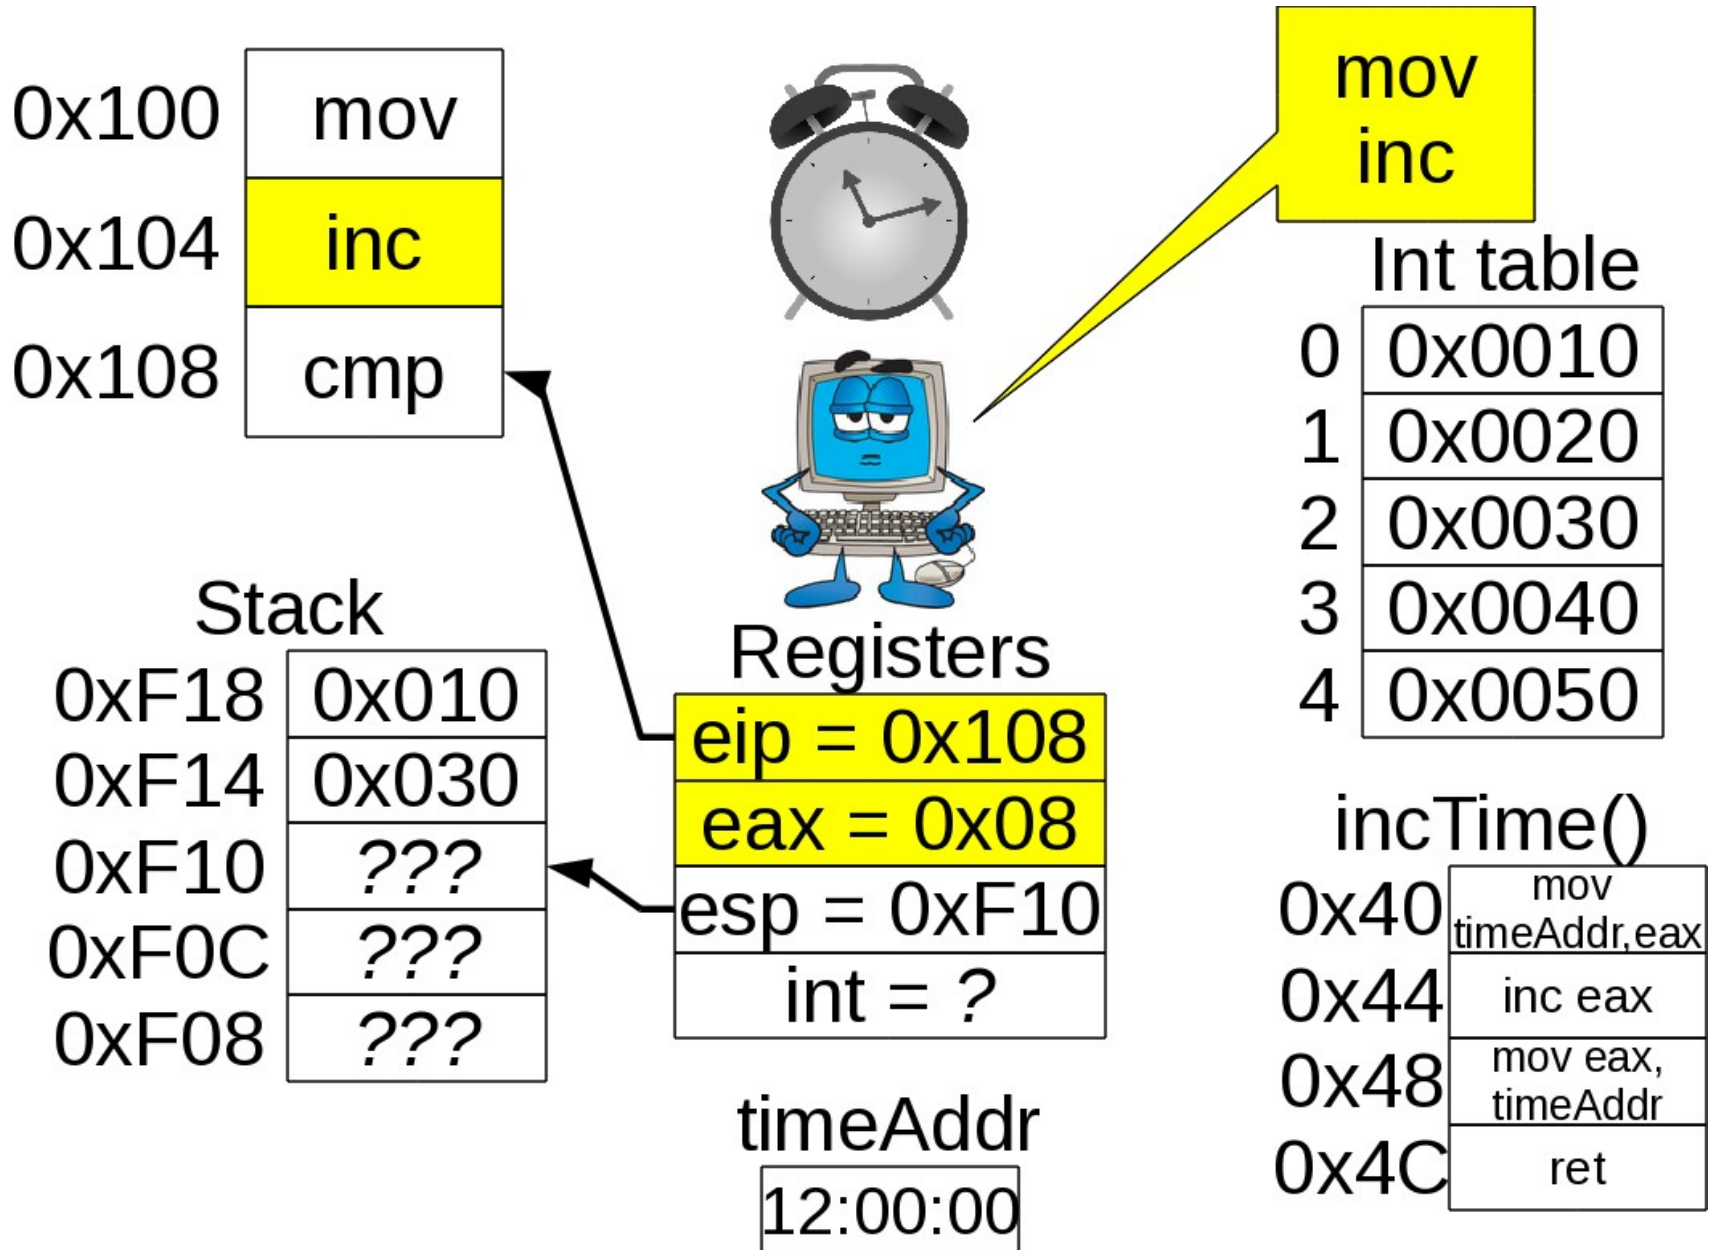 0x100 mov
0x104 inc
0x108 cmp
mov
inc
Int table
0 0x0010
1 0x0020
2 0x0030
3 0x0040
4 0x0050
Stack
0xF18 0x010
0xF14 0x030
0xF10 ???
0xF0C ???
0xF08 ???
Registers
eip = 0x108
eax = 0x08
esp = 0xF10
int = ?
timeAddr
12:00:00
incTime()
0x40 mov
timeAddr,eax
0x44 inc eax
0x48 mov eax,
timeAddr
0x4C ret